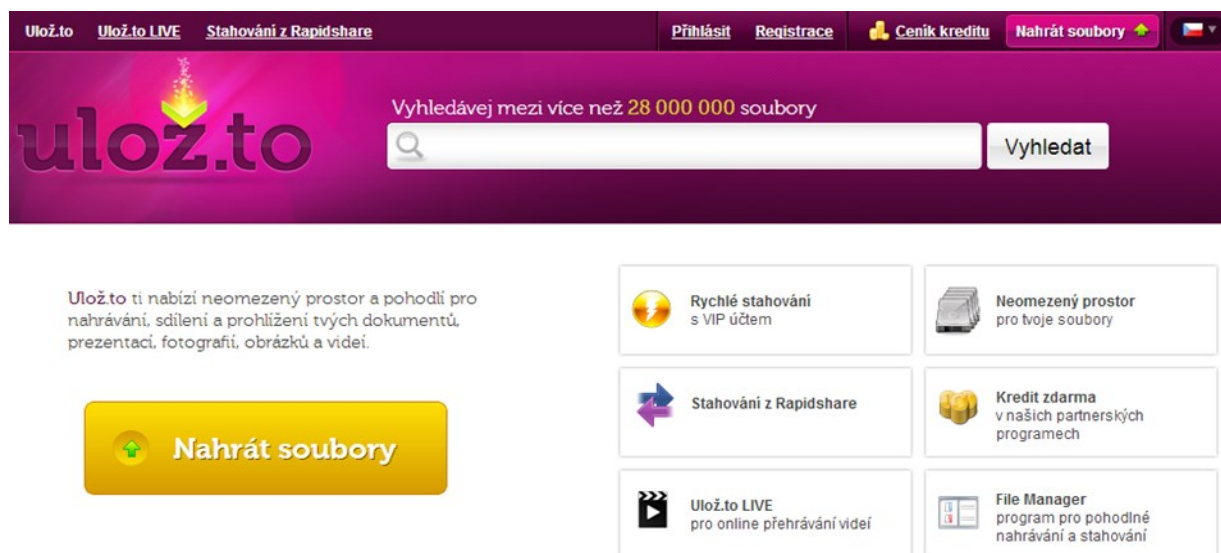 Ulož.to Ulož.to LIVE Stahování z Rapidshare Přihlásit Registrace Ceník kreditu Nahrát soubory
ulož.to
Vyhledávej mezi více než 28 000 000 soubory
Vyhledat
Ulož.to ti nabízí neomezený prostor a pohodlí pro
nahrávání, sdílení a prohlížení tvých dokumentů,
prezentací, fotografií, obrázků a videí.
Nahrát soubory
Rychlé stahování
s VIP účtem
Neomezený prostor
pro tvoje soubory
Stahování z Rapidshare
Kredit zdarma
v našich partnerských
programech
Ulož.to LIVE
pro online přehrávání videí
File Manager
program pro pohodlné
nahrávání a stahování